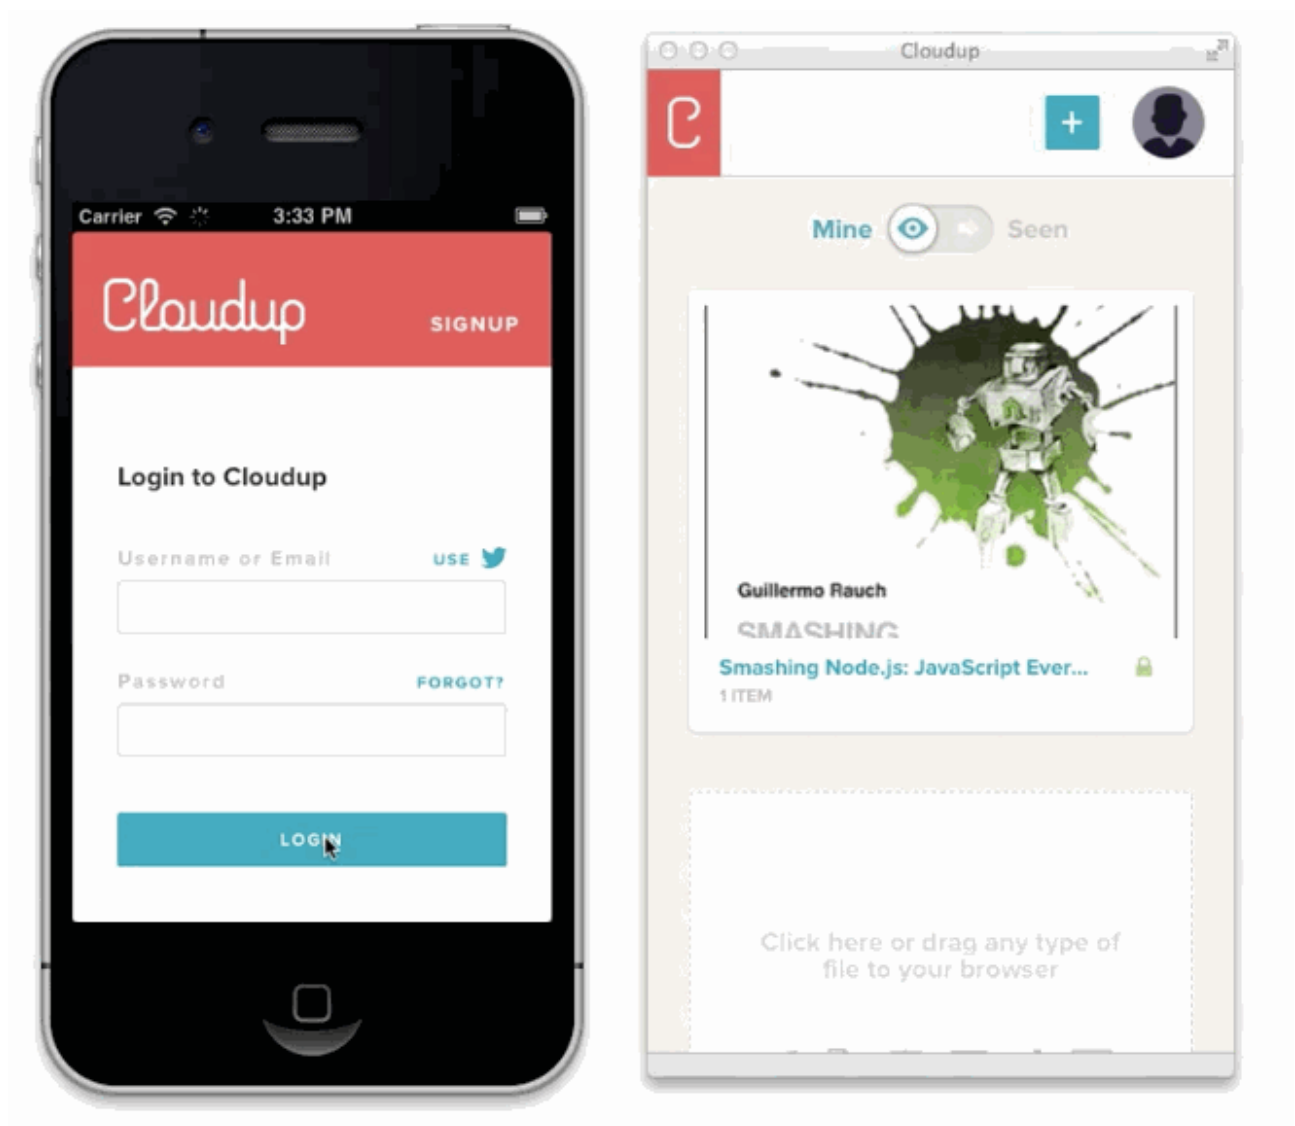 Carrier
3:33 PM
Cloudup
SIGNUP
Login to Cloudup
Username or Email
USE
Password
FORGOT?
LOGIN
Cloudup
C
+
Mine
Seen
Guillermo Rauch
SMASHING
Smashing Node.js: JavaScript Ever...
1 ITEM
Click here or drag any type of
file to your browser